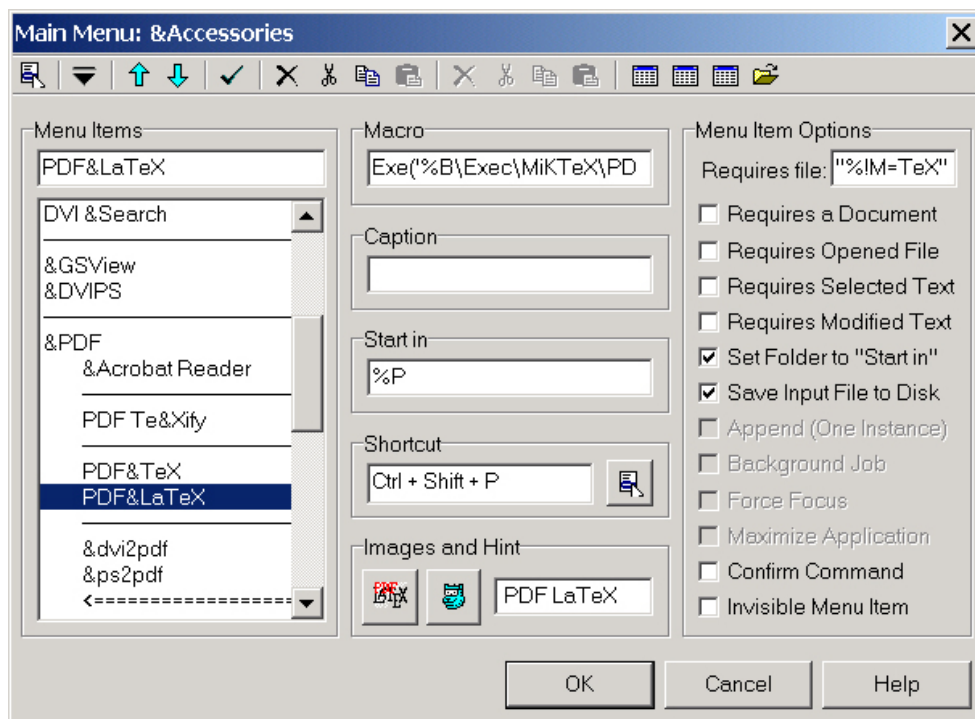 Main Menu: &Accessories
Menu Items
PDF&LaTeX
DVI &Search
&GSView
&DVIPS
&PDF
&Acrobat Reader
PDF Te&Xify
PDF&TeX
PDF&LaTeX
&dvi2pdf
&ps2pdf
<===================
Macro
Exe('%B\Exec\MiKTeX\PD
Caption
Start in
%P
Shortcut
Ctrl + Shift + P
Images and Hint
PDF LaTeX
PDF LaTeX
Menu Item Options
Requires file: "%!M=TeX"
Requires a Document
Requires Opened File
Requires Selected Text
Requires Modified Text
Set Folder to "Start in"
Save Input File to Disk
Append (One Instance)
Background Job
Force Focus
Maximize Application
Confirm Command
Invisible Menu Item
OK
Cancel
Help